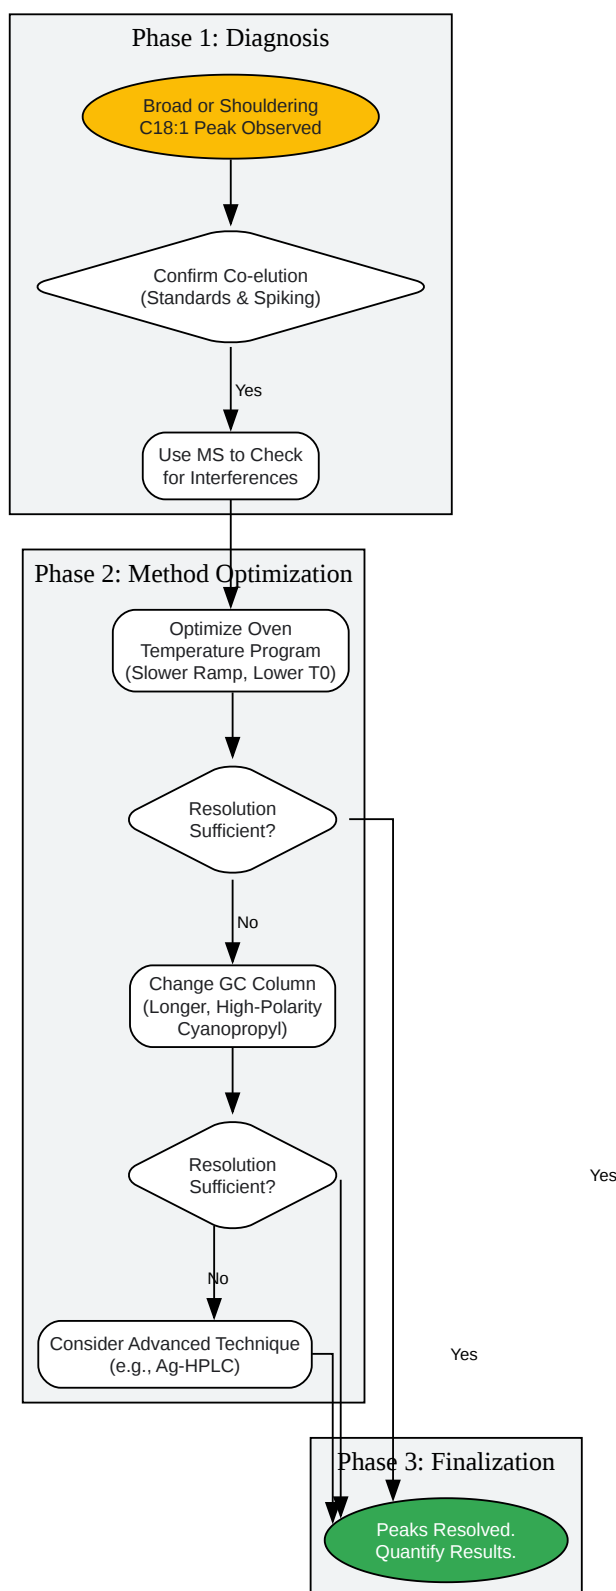 Phase 1: Diagnosis
Broad or Shouldering
C18:1 Peak Observed
Confirm Co-elution
(Standards & Spiking)
Yes
Use MS to Check
for Interferences
Phase 2: Method Optimization
Optimize Oven
Temperature Program
(Slower Ramp, Lower T0)
Resolution
Sufficient?
No
Change GC Column
(Longer, High-Polarity
Cyanopropyl)
Resolution
Sufficient?
Yes
No
Consider Advanced Technique
(e.g., Ag-HPLC)
Yes
Phase 3: Finalization
Peaks Resolved.
Quantify Results.